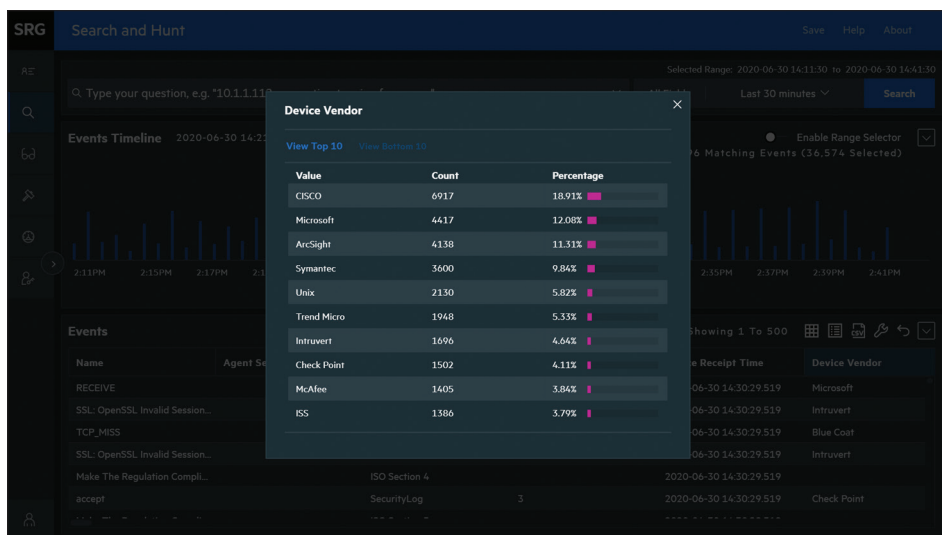 SRG Search and Hunt Save Help About
Selected Range: 2020-06-30 14:11:30 to 2020-06-30 14:41:30
Type your question, e.g. "10.1.1.11
Last 30 minutes Search
Events Timeline 2020-06-30 14:21
Enable Range Selector
Matching Events (36,574 Selected)
Device Vendor
View Top 10 View Bottom 10
Value Count Percentage
CISCO 6917 18.91%
Microsoft 4417 12.08%
ArcSight 4138 11.31%
Symantec 3600 9.84%
Unix 2130 5.82%
Trend Micro 1948 5.33%
Intruvert 1696 4.64%
Check Point 1502 4.11%
McAfee 1405 3.84%
ISS 1386 3.79%
2:11PM 2:15PM 2:17PM 2:1 2:35PM 2:37PM 2:39PM 2:41PM
Events Showing 1 To 500 CSV
Name Agent Se e Receipt Time Device Vendor
RECEIVE -06-30 14:30:29.519 Microsoft
SSL: OpenSSL Invalid Session... -06-30 14:30:29.519 Intruvert
TCP_MISS -06-30 14:30:29.519 Blue Coat
SSL: OpenSSL Invalid Session... -06-30 14:30:29.519 Intruvert
Make The Regulation Compli... ISO Section 4 2020-06-30 14:30:29.519
accept SecurityLog 3 2020-06-30 14:30:29.519 Check Point